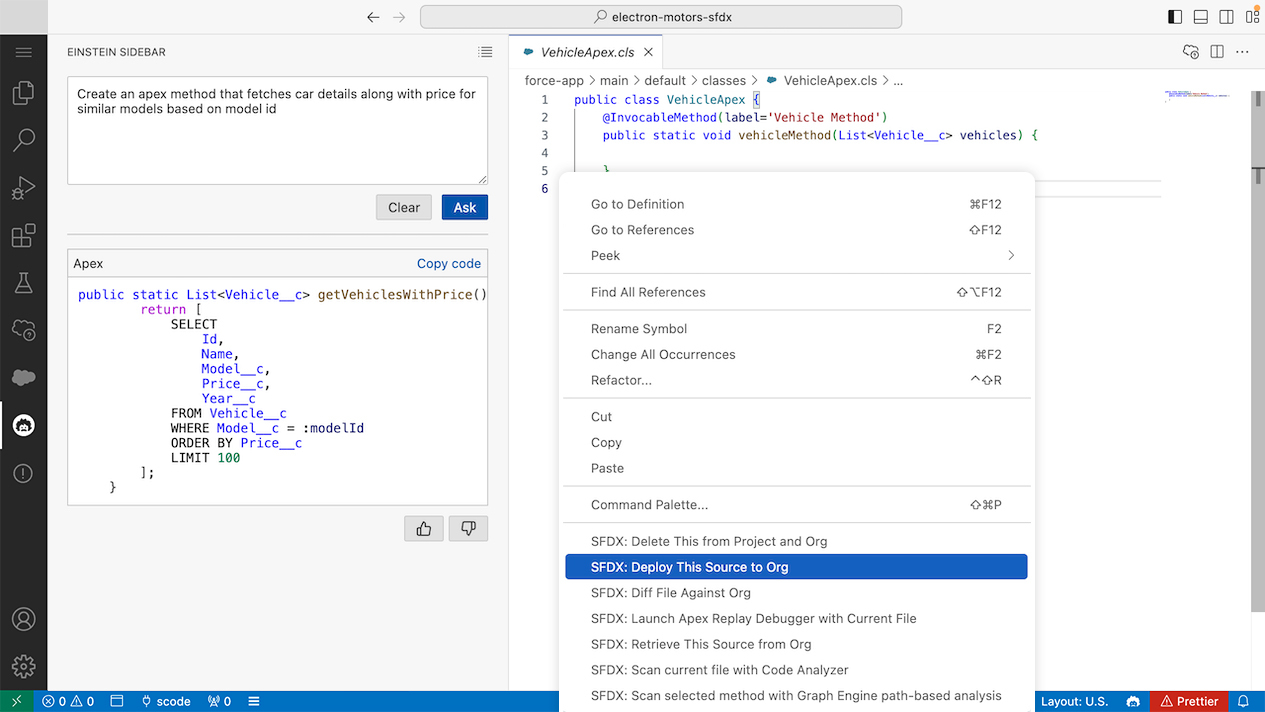 electron-motors-sfdx
EINSTEIN SIDEBAR
Create an apex method that fetches car details along with price for
similar models based on model id
Clear
Ask
Apex
Copy code
public static List<Vehicle__c> getVehiclesWithPrice()
return [
SELECT
Id,
Name,
Model__c,
Price__c,
Year__c
FROM Vehicle__c
WHERE Model__c = :modelId
ORDER BY Price__c
LIMIT 100
];
}
VehicleApex.cls
force-app > main > default > classes > VehicleApex.cls > ...
1 public class VehicleApex {
2 @InvocableMethod(label='Vehicle Method')
3 public static void vehicleMethod(List<Vehicle__c> vehicles) {
4
5 }
6
Go to Definition ⌘F12
Go to References ⇧F12
Peek
Find All References ⇧⌥F12
Rename Symbol F2
Change All Occurrences ⌘F2
Refactor... ^⇧R
Cut
Copy
Paste
Command Palette... ⇧⌘P
SFDX: Delete This from Project and Org
SFDX: Deploy This Source to Org
SFDX: Diff File Against Org
SFDX: Launch Apex Replay Debugger with Current File
SFDX: Retrieve This Source from Org
SFDX: Scan current file with Code Analyzer
SFDX: Scan selected method with Graph Engine path-based analysis
0 0 scode 0
Layout: U.S. Prettier